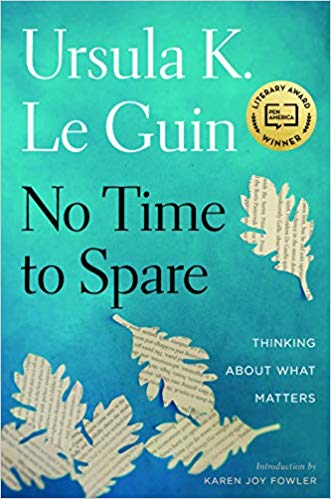 Ursula K.
Le Guin
LITERARY AWARD
PEN
AMERICA
WINNER
No Time
to Spare
THINKING
ABOUT WHAT
MATTERS
Introduction by
KAREN JOY FOWLER